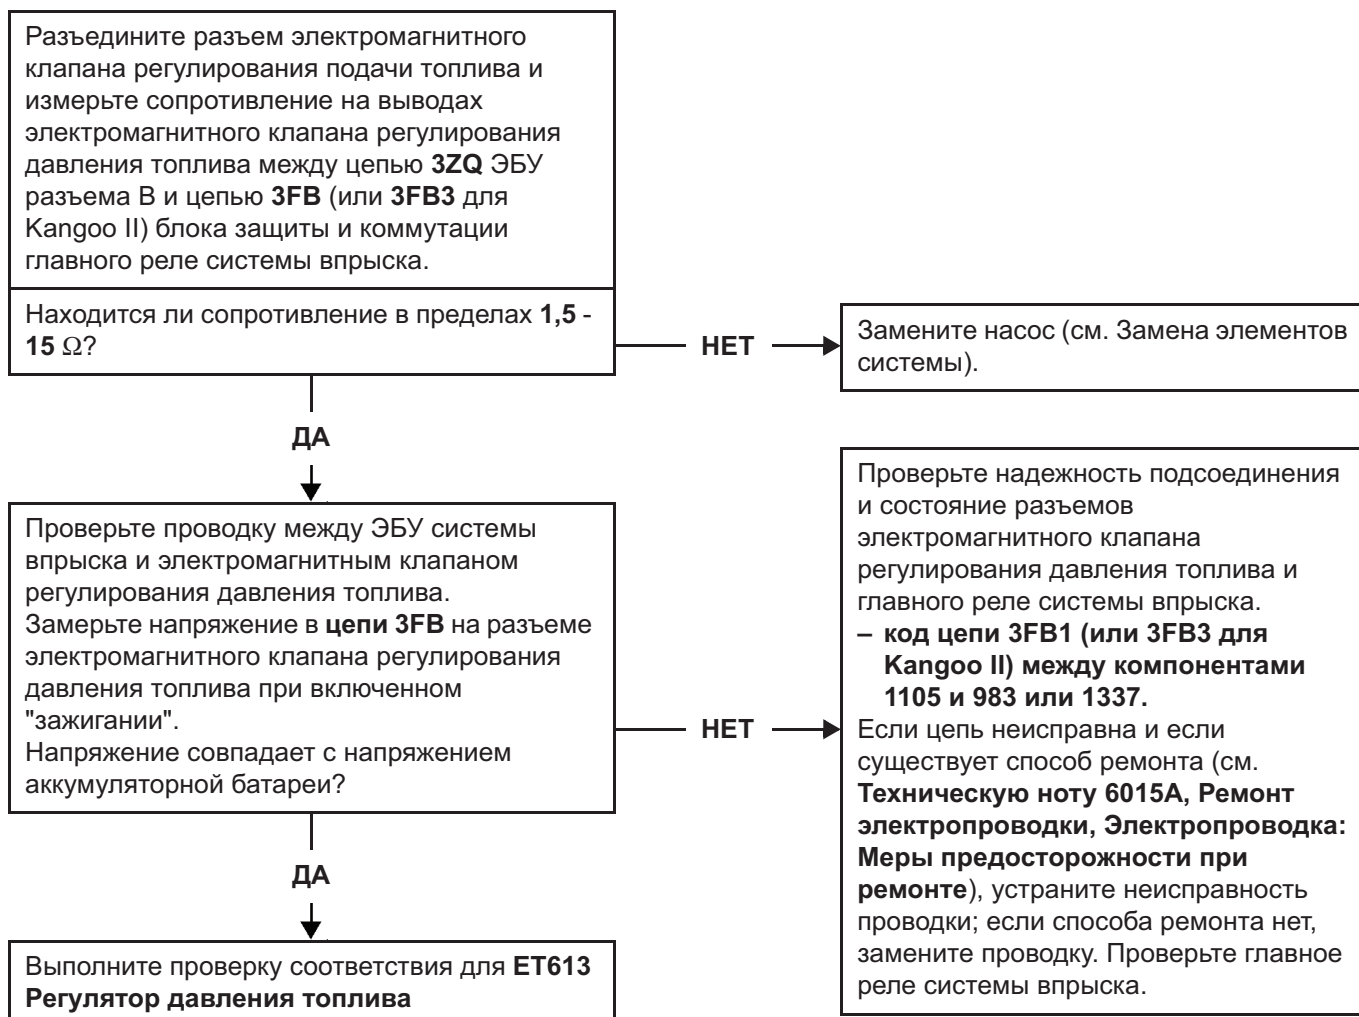 Разъедините разъем электромагнитного
клапана регулирования подачи топлива и
измерьте сопротивление на выводах
электромагнитного клапана регулирования
давления топлива между цепью 3ZQ ЭБУ
разъема В и цепью 3FB (или 3FB3 для
Kangoo II) блока защиты и коммутации
главного реле системы впрыска.
Находится ли сопротивление в пределах 1,5 -
15 Ω?
НЕТ
Замените насос (см. Замена элементов
системы).
ДА
Проверьте проводку между ЭБУ системы
впрыска и электромагнитным клапаном
регулирования давления топлива.
Замерьте напряжение в цепи 3FB на разъеме
электромагнитного клапана регулирования
давления топлива при включенном
"зажигании".
Напряжение совпадает с напряжением
аккумуляторной батареи?
НЕТ
Проверьте надежность подсоединения
и состояние разъемов
электромагнитного клапана
регулирования давления топлива и
главного реле системы впрыска.
– код цепи 3FB1 (или 3FB3 для
Kangoo II) между компонентами
1105 и 983 или 1337.
Если цепь неисправна и если
существует способ ремонта (см.
Техническую ноту 6015A, Ремонт
электропроводки, Электропроводка:
Меры предосторожности при
ремонте), устраните неисправность
проводки; если способа ремонта нет,
замените проводку. Проверьте главное
реле системы впрыска.
ДА
Выполните проверку соответствия для ET613
Регулятор давления топлива